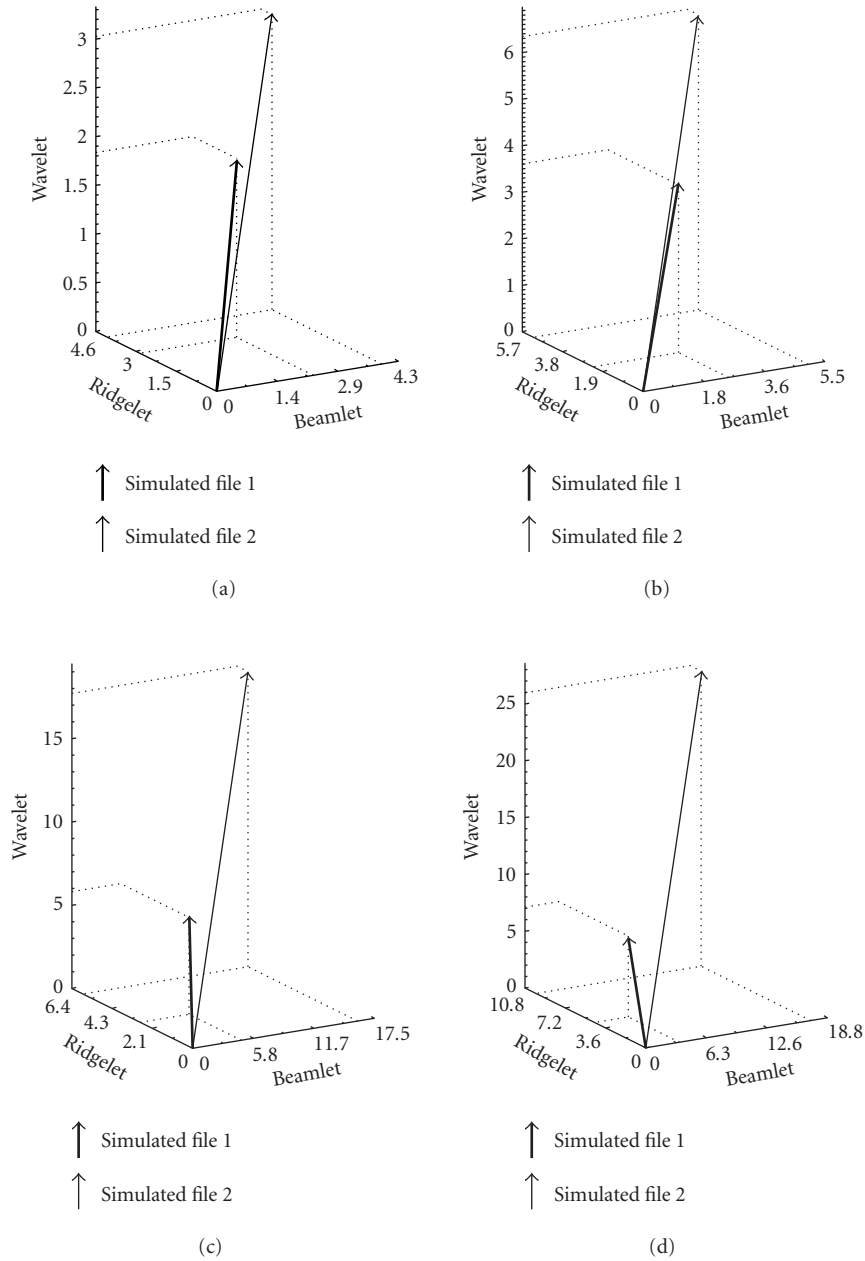 3
2.5
2
1.5
1
0.5
0
Wavelet
4.6
3
1.5
0
Ridgelet
0
1.4
2.9
4.3
Beamlet
Simulated file 1
Simulated file 2
(a)
6
5
4
3
2
1
0
Wavelet
5.7
3.8
1.9
0
Ridgelet
0
1.8
3.6
5.5
Beamlet
Simulated file 1
Simulated file 2
(b)
15
10
5
0
Wavelet
6.4
4.3
2.1
0
Ridgelet
0
5.8
11.7
17.5
Beamlet
Simulated file 1
Simulated file 2
(c)
25
20
15
10
5
0
Wavelet
10.8
7.2
3.6
0
Ridgelet
0
6.3
12.6
18.8
Beamlet
Simulated file 1
Simulated file 2
(d)